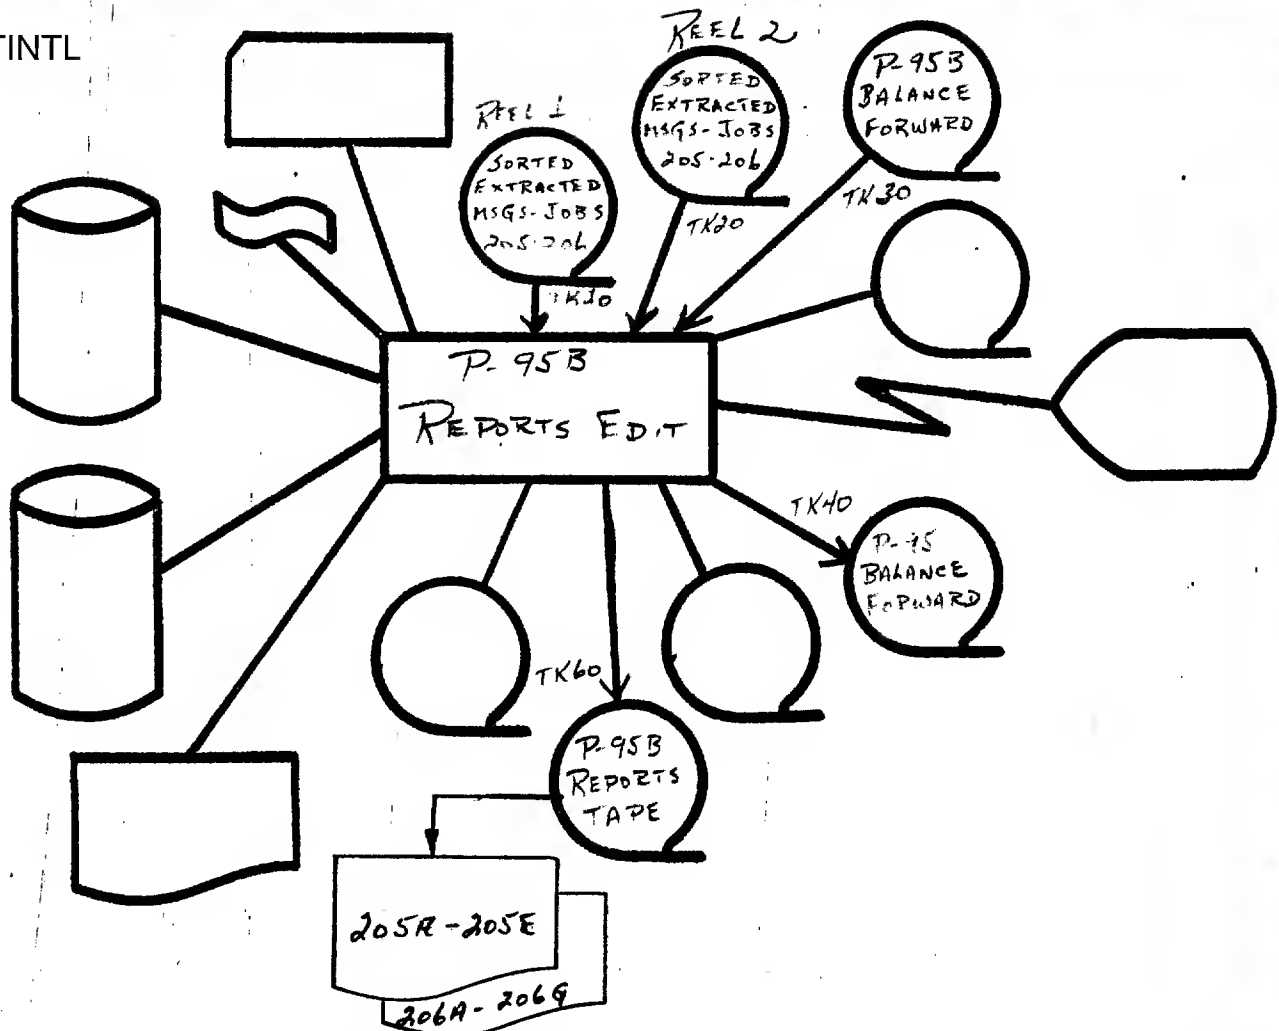 TINTL
REEL 2
REEL 1
SORTED
EXTRACTED
MSGS-JOBS
205-206
TK10
SORTED
EXTRACTED
MSGS-JOBS
205-206
TK20
P-95B
BALANCE
FORWARD
TK30
P-95B
REPORTS EDIT
TK40
P-95
BALANCE
FORWARD
TK60
P-95B
REPORTS
TAPE
205A-205E
206A-206G